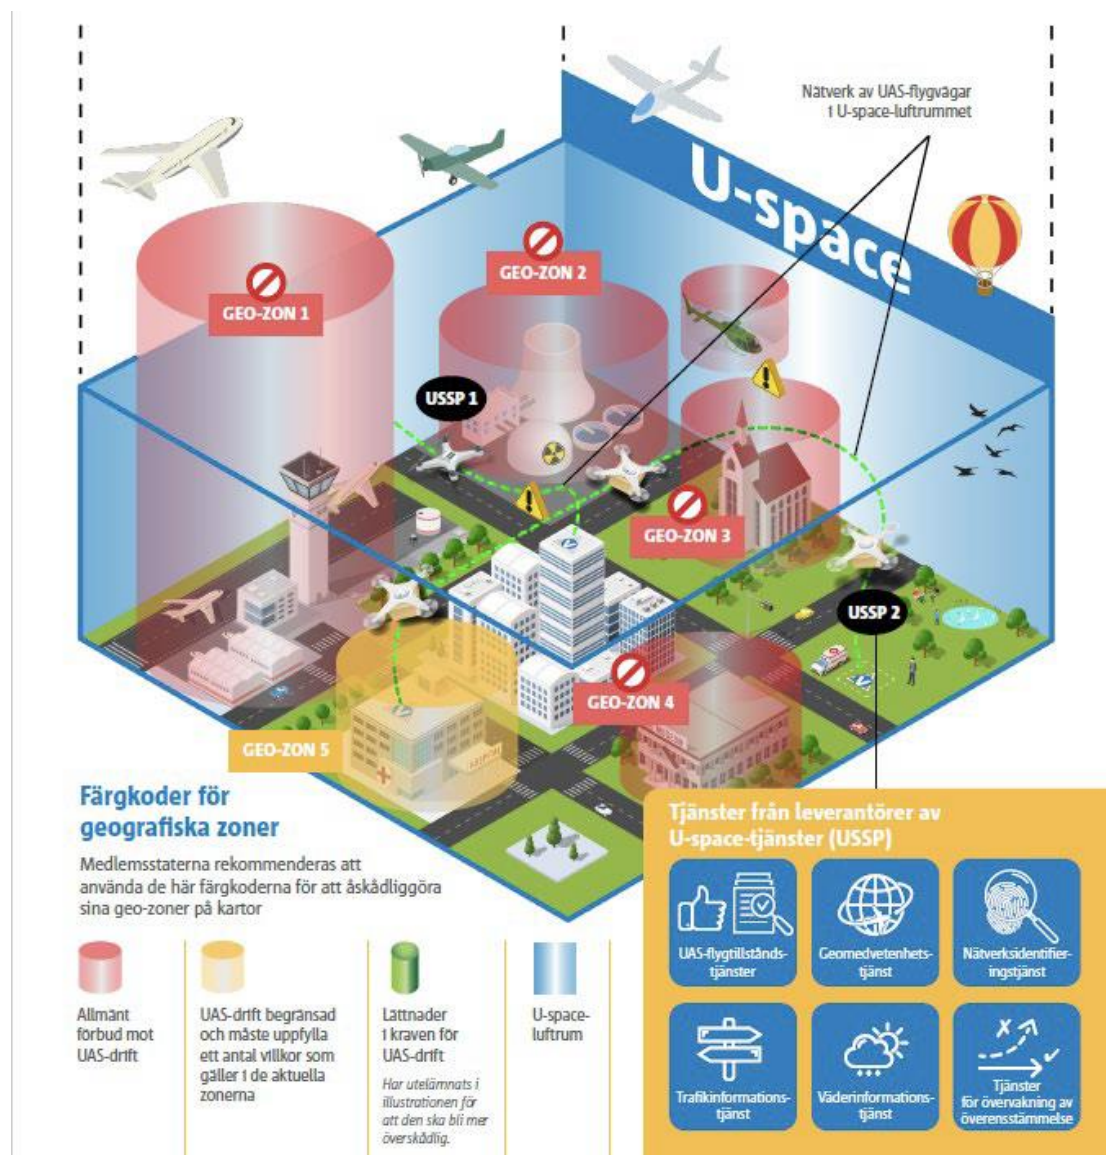 Nätverk av UAS-flygvägar
i U-space-luftrummet
U-space
GEO-ZON 1
GEO-ZON 2
USSP 1
GEO-ZON 3
USSP 2
GEO-ZON 4
GEO-ZON 5
Färgkoder för
geografiska zoner
Medlemsstaterna rekommenderas att
använda de här färgkoderna för att åskådliggöra
sina geo-zoner på kartor
Allmänt
förbud mot
UAS-drift
UAS-drift begränsad
och måste uppfylla
ett antal villkor som
gäller i de aktuella
zonerna
Lättnader
i kraven för
UAS-drift
Har utelämnats i
illustrationen för
att den ska bli mer
överskådlig.
U-space-
luftrum
Tjänster från leverantörer av
U-space-tjänster (USSP)
UAS-flygtillstånds-
tjänster
Geomedvetenhets-
tjänst
Nätverksidentifier-
ingstjänst
Trafikinformations-
tjänst
Väderinformations-
tjänst
Tjänster
för övervakning av
överensstämmelse